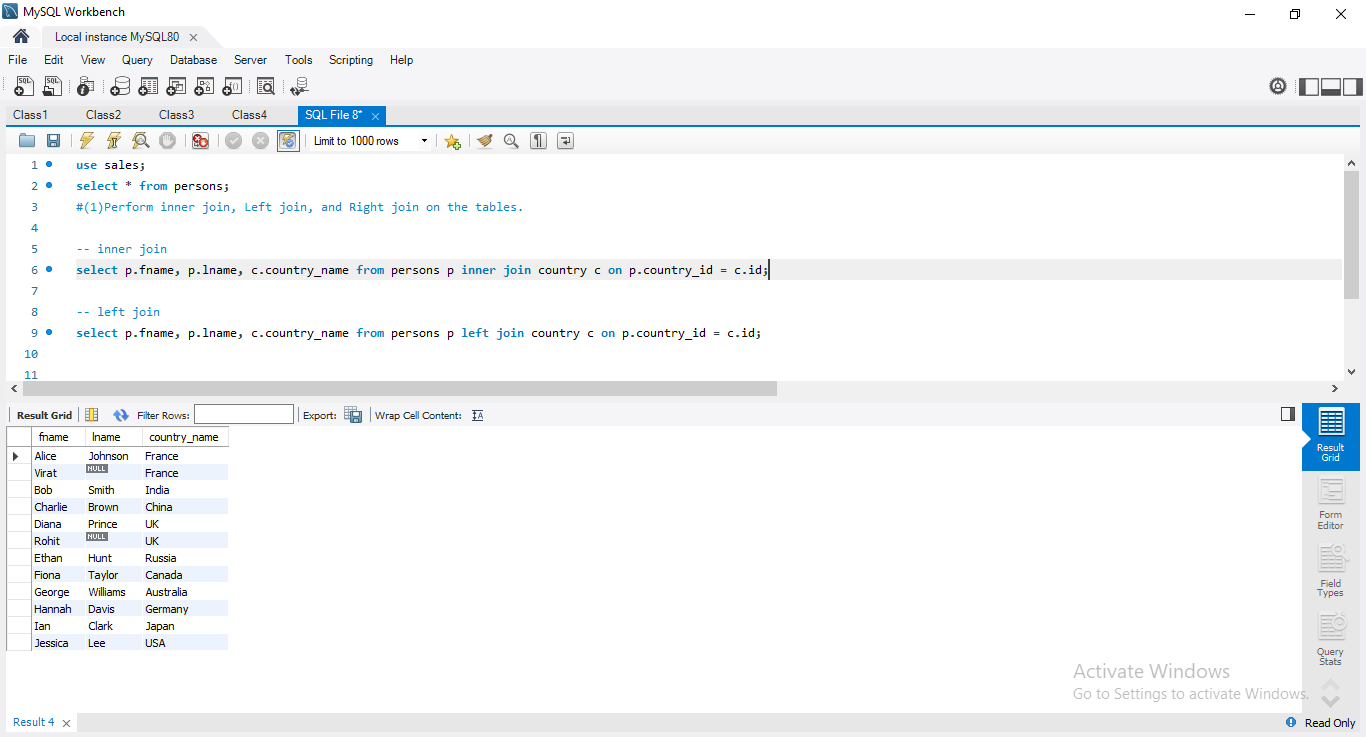 MySQL Workbench
Local instance MySQL80
File Edit View Query Database Server Tools Scripting Help
Class1 Class2 Class3 Class4 SQL File 8*
Limit to 1000 rows
1 use sales;
2 select * from persons;
3 #(1)Perform inner join, Left join, and Right join on the tables.
4
5 -- inner join
6 select p.fname, p.lname, c.country_name from persons p inner join country c on p.country_id = c.id;
7
8 -- left join
9 select p.fname, p.lname, c.country_name from persons p left join country c on p.country_id = c.id;
10
11
Result Grid Filter Rows: Export: Wrap Cell Content:
fname lname country_name
Alice Johnson France
Virat NULL France
Bob Smith India
Charlie Brown China
Diana Prince UK
Rohit NULL UK
Ethan Hunt Russia
Fiona Taylor Canada
George Williams Australia
Hannah Davis Germany
Ian Clark Japan
Jessica Lee USA
Result
Grid
Form
Editor
Field
Types
Query
Stats
Activate Windows
Go to Settings to activate Windows.
Result 4 Read Only